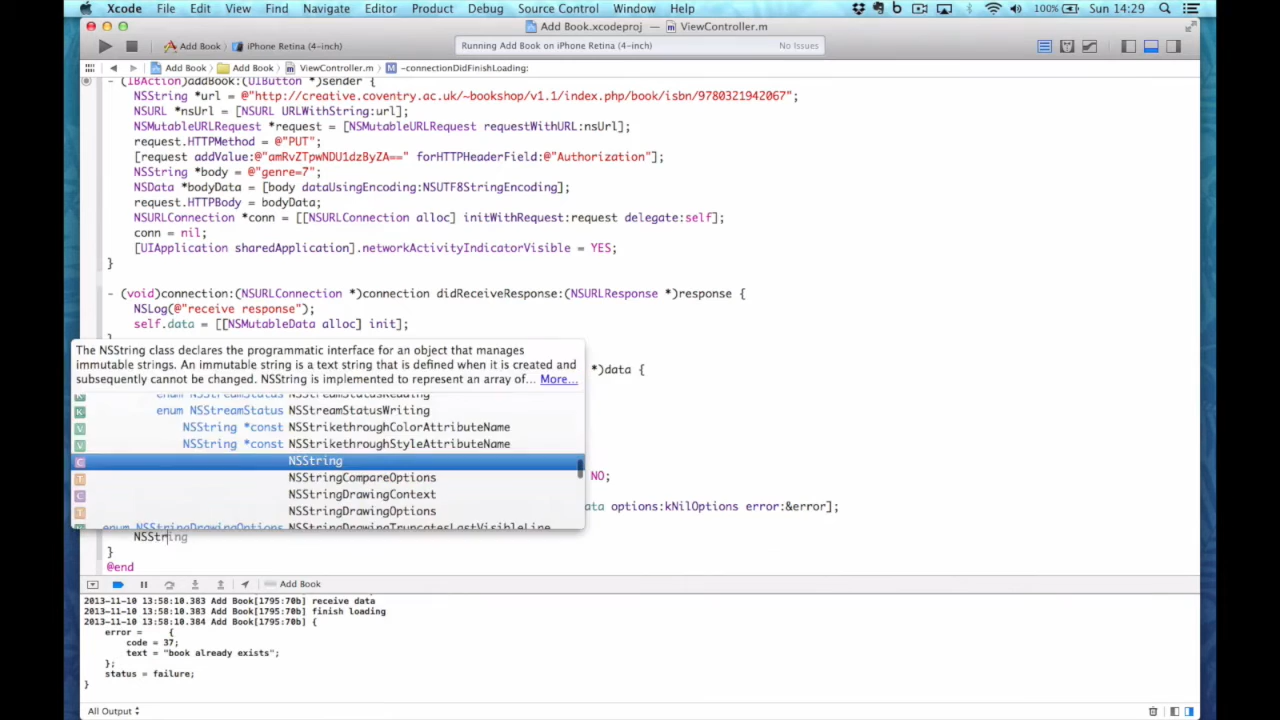 Xcode File Edit View Find Navigate Editor Product Debug Source Control Window Help 100% Sun 14:29
Add Book.xcodeproj — ViewController.m
Add Book iPhone Retina (4-inch) Running Add Book on iPhone Retina (4-inch) No Issues
Add Book Add Book ViewController.m M -connectionDidFinishLoading:
- (IBAction)addBook:(UIButton *)sender {
NSString *url = @"http://creative.coventry.ac.uk/~bookshop/v1.1/index.php/book/isbn/9780321942067";
NSURL *nsUrl = [NSURL URLWithString:url];
NSMutableURLRequest *request = [NSMutableURLRequest requestWithURL:nsUrl];
request.HTTPMethod = @"PUT";
[request addValue:@"amRvZTpwNDU1dzByZA==" forHTTPHeaderField:@"Authorization"];
NSString *body = @"genre=7";
NSData *bodyData = [body dataUsingEncoding:NSUTF8StringEncoding];
request.HTTPBody = bodyData;
NSURLConnection *conn = [[NSURLConnection alloc] initWithRequest:request delegate:self];
conn = nil;
[UIApplication sharedApplication].networkActivityIndicatorVisible = YES;
}
- (void)connection:(NSURLConnection *)connection didReceiveResponse:(NSURLResponse *)response {
NSLog(@"receive response");
self.data = [[NSMutableData alloc] init];
}
The NSString class declares the programmatic interface for an object that manages
immutable strings. An immutable string is a text string that is defined when it is created and
subsequently cannot be changed. NSString is implemented to represent an array of... More...
*)data {
K enum NSStreamStatus NSStreamStatusReading
K enum NSStreamStatus NSStreamStatusWriting
V NSString *const NSStrikethroughColorAttributeName
V NSString *const NSStrikethroughStyleAttributeName
C NSString
NO;
T NSStringCompareOptions
C NSStringDrawingContext
ta options:kNilOptions error:&error];
T NSStringDrawingOptions
K enum NSStringDrawingOptions NSStringDrawingTruncatesLastVisibleLine
NSString
}
@end
Add Book
2013-11-10 13:58:10.383 Add Book[1795:70b] receive data
2013-11-10 13:58:10.383 Add Book[1795:70b] finish loading
2013-11-10 13:58:10.384 Add Book[1795:70b] {
error = {
code = 37;
text = "book already exists";
};
status = failure;
}
All Output